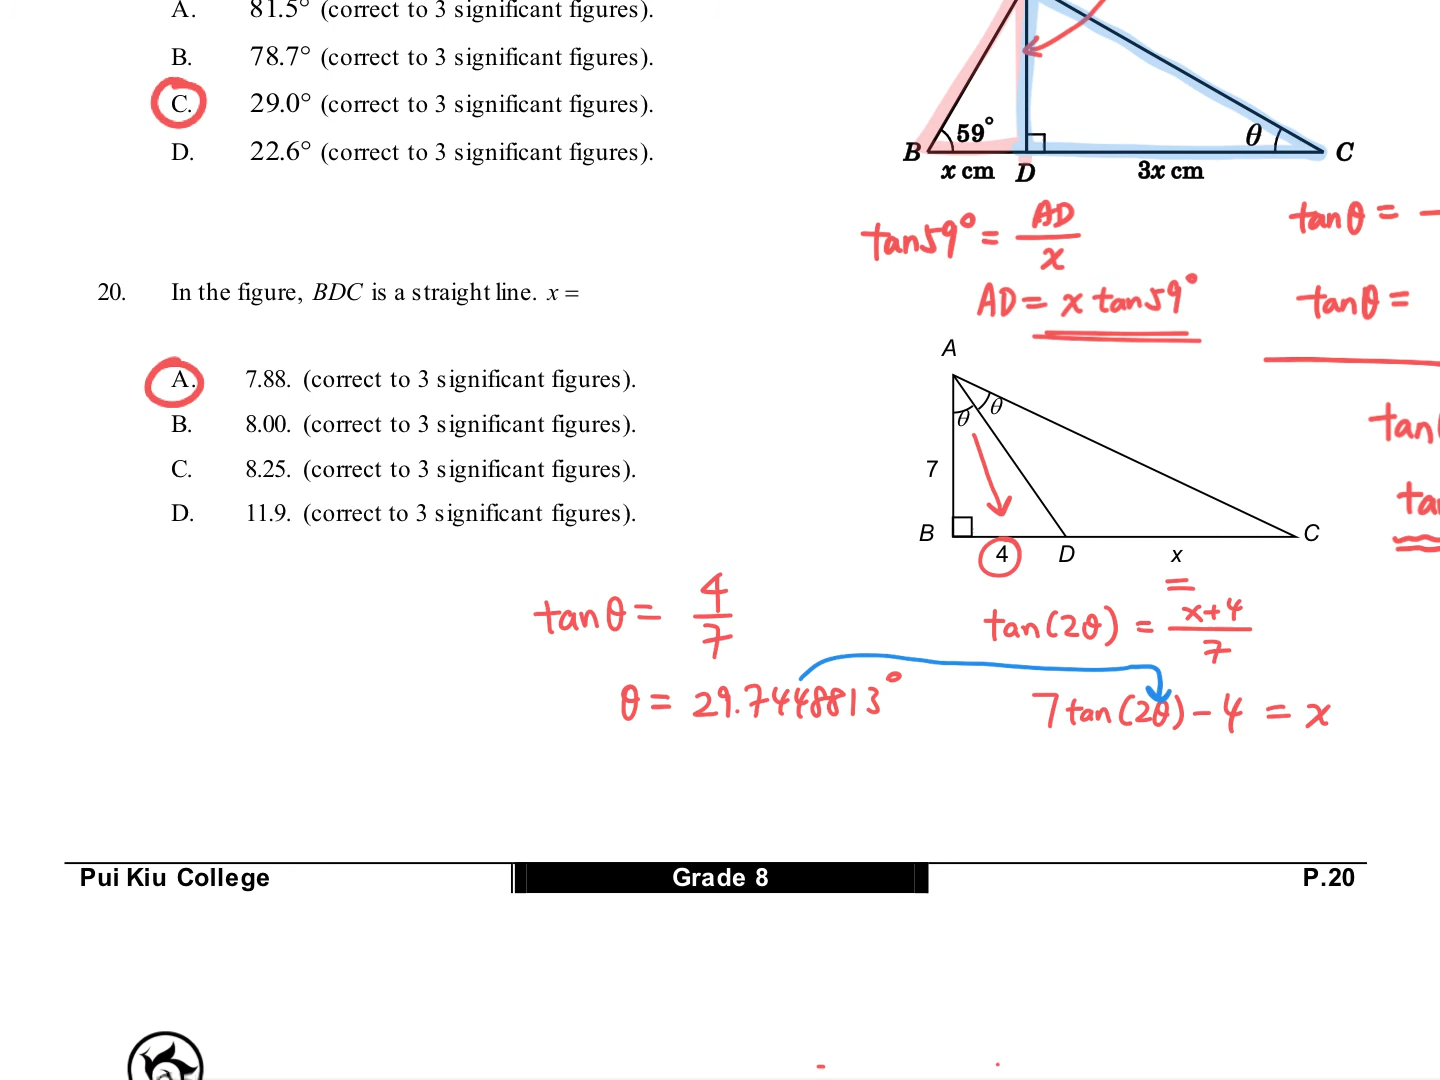 A. 81.5° (correct to 3 significant figures).
B. 78.7° (correct to 3 significant figures).
C. 29.0° (correct to 3 significant figures).
D. 22.6° (correct to 3 significant figures).
59°
θ
B
C
x cm
D
3x cm
tan59° = AD/x
tanθ =
AD = x tan59°
tanθ =
20. In the figure, BDC is a straight line. x =
A. 7.88. (correct to 3 significant figures).
B. 8.00. (correct to 3 significant figures).
C. 8.25. (correct to 3 significant figures).
D. 11.9. (correct to 3 significant figures).
A
θ
θ
7
B
C
4
D
x
tan
tanθ = 4/7
tan(2θ) = x+4/7
θ = 29.7448813°
7tan(2θ) - 4 = x
Pui Kiu College
Grade 8
P.20